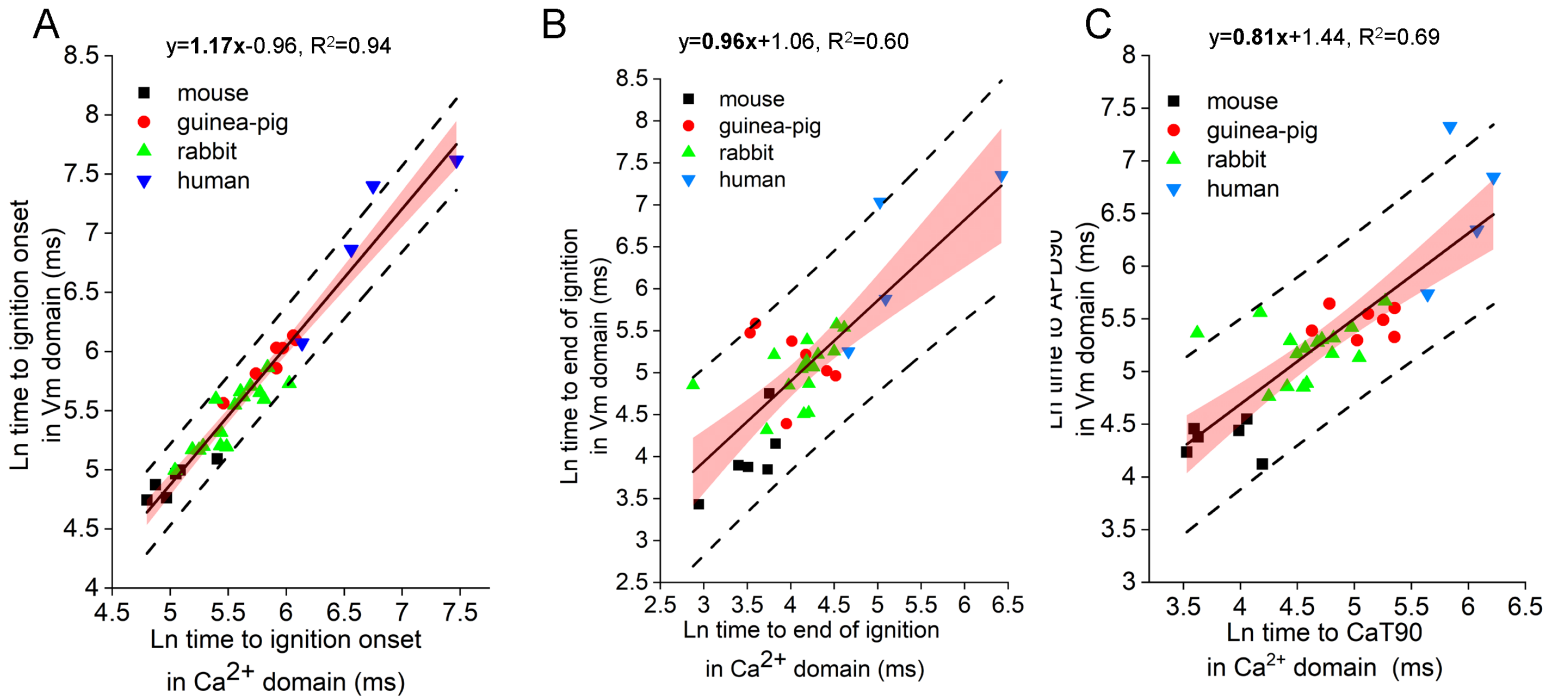 A
y=1.17x-0.96, R²=0.94
mouse
guinea-pig
rabbit
human
8.5
8
7.5
7
6.5
6
5.5
5
4.5
4
4.5 5 5.5 6 6.5 7 7.5
Ln time to ignition onset
in Vm domain (ms)
Ln time to ignition onset
in Ca²⁺ domain (ms)
B
y=0.96x+1.06, R²=0.60
mouse
guinea-pig
rabbit
human
8.5
8
7.5
7
6.5
6
5.5
5
4.5
4
3.5
3
2.5
2.5 3 3.5 4 4.5 5 5.5 6 6.5
Ln time to end of ignition
in Vm domain (ms)
Ln time to end of ignition
in Ca²⁺ domain (ms)
C
y=0.81x+1.44, R²=0.69
mouse
guinea-pig
rabbit
human
8
7.5
7
6.5
6
5.5
5
4.5
4
3.5
3
3.5 4 4.5 5 5.5 6 6.5
Ln time to APD90
in Vm domain (ms)
Ln time to CaT90
in Ca²⁺ domain (ms)